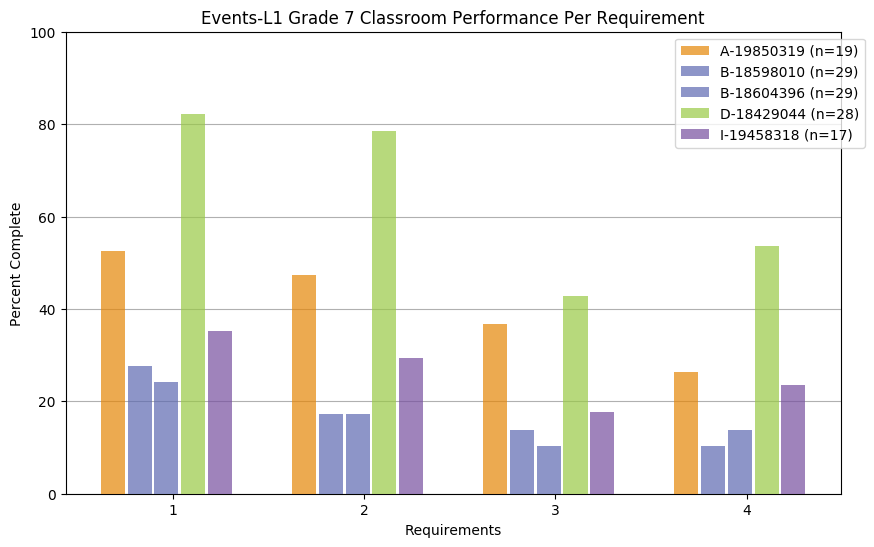 Events-L1 Grade 7 Classroom Performance Per Requirement
A-19850319 (n=19)
B-18598010 (n=29)
B-18604396 (n=29)
D-18429044 (n=28)
I-19458318 (n=17)
Percent Complete
100
80
60
40
20
0
1 2 3 4
Requirements